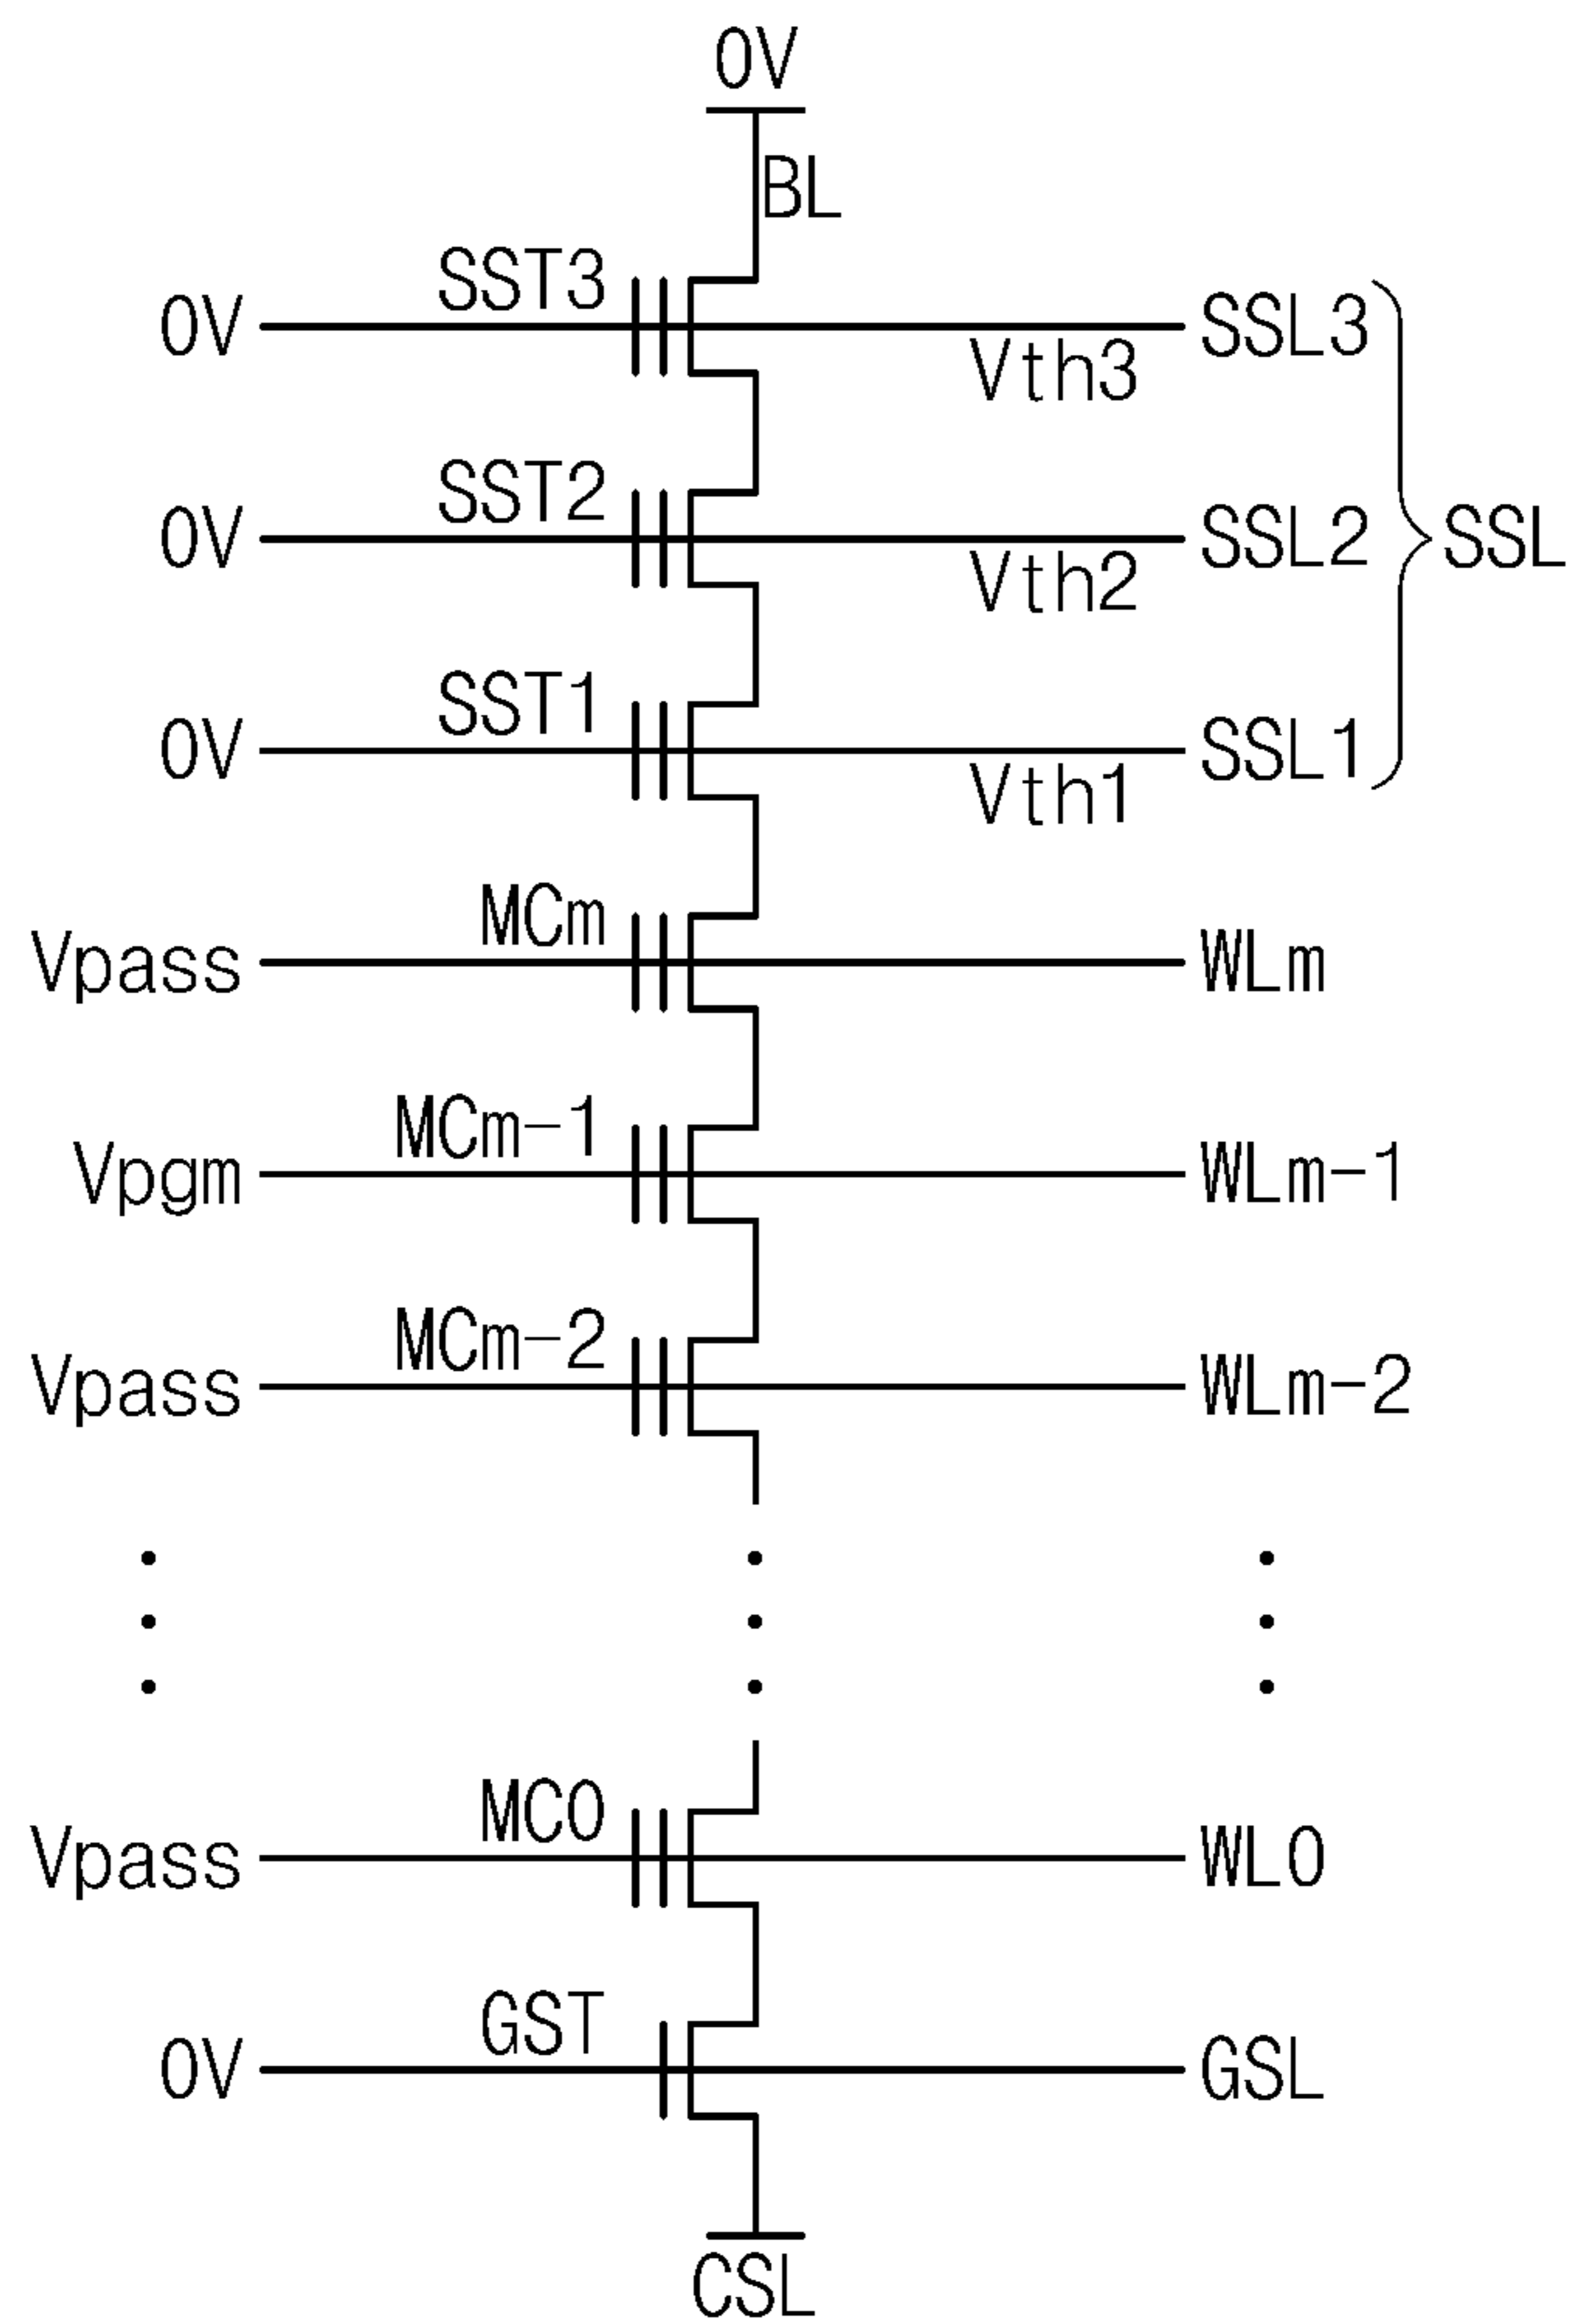 0V
BL
SST3
0V
SSL3
Vth3
SST2
0V
SSL2
SSL
Vth2
SST1
0V
SSL1
Vth1
MCm
Vpass
WLm
MCm-1
Vpgm
WLm-1
MCm-2
Vpass
WLm-2
MC0
Vpass
WL0
GST
0V
GSL
CSL